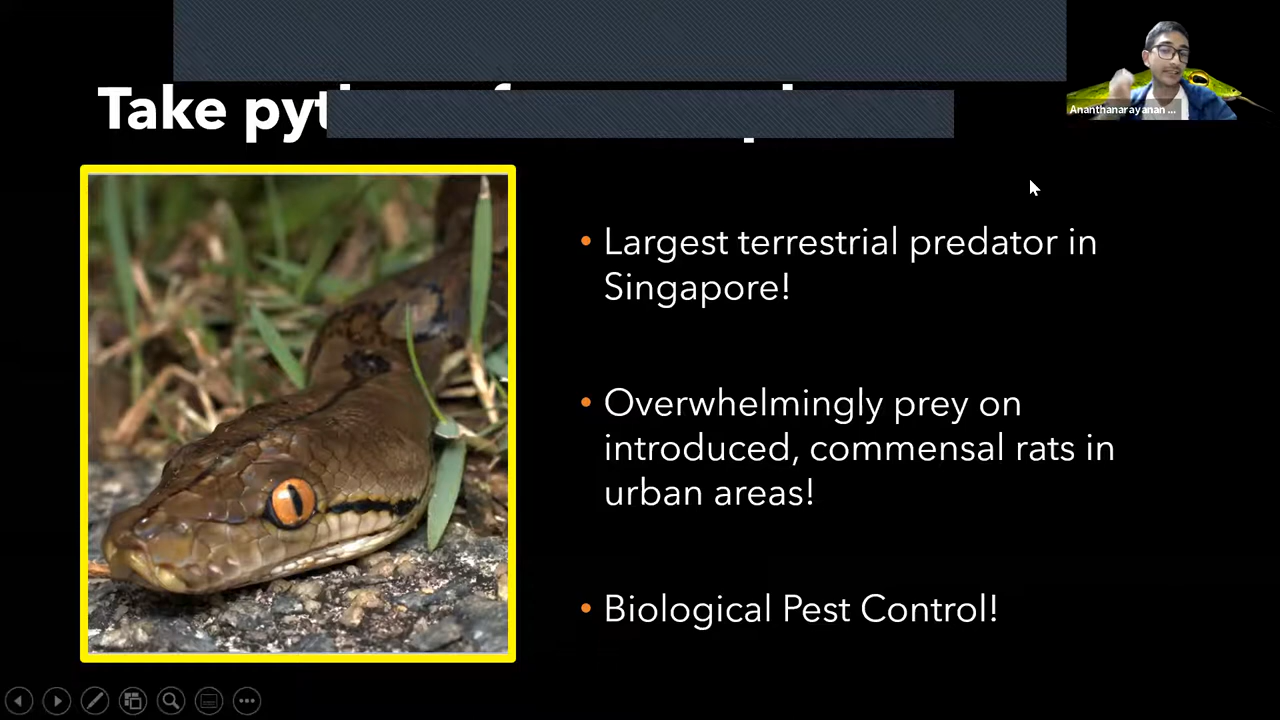 Take
Ananthanarayanan ...
Largest terrestrial predator in
Singapore!
Overwhelmingly prey on
introduced, commensal rats in
urban areas!
Biological Pest Control!